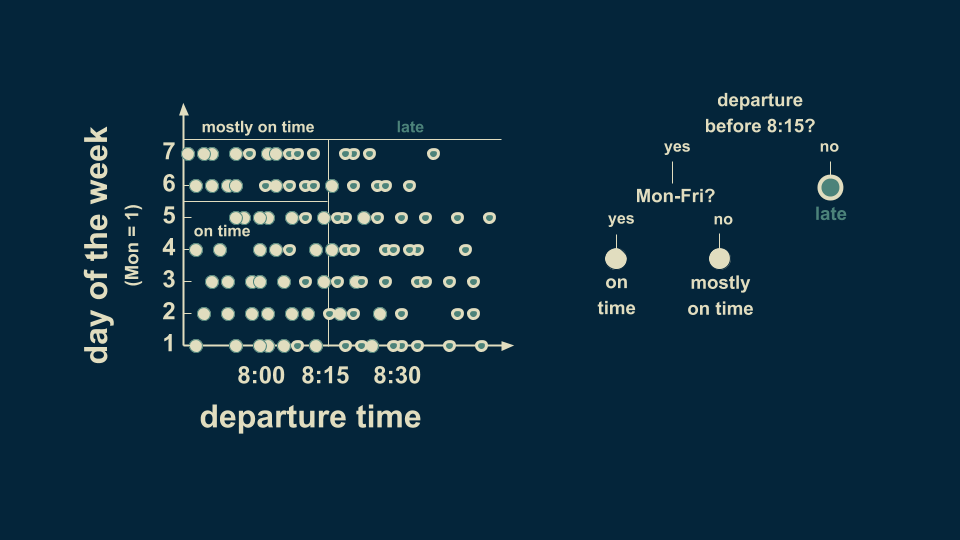 day of the week
(Mon = 1)
mostly on time
late
7
6
5
on time
4
3
2
1
8:00 8:15 8:30
departure time
departure
before 8:15?
yes
no
Mon-Fri?
late
yes
no
on
time
mostly
on time